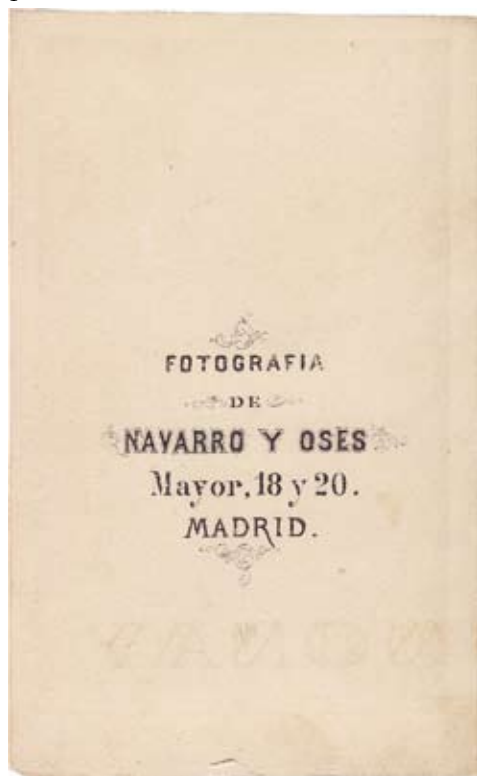 FOTOGRAFIA
DE
NAVARRO Y OSES
Mayor, 18 y 20.
MADRID.